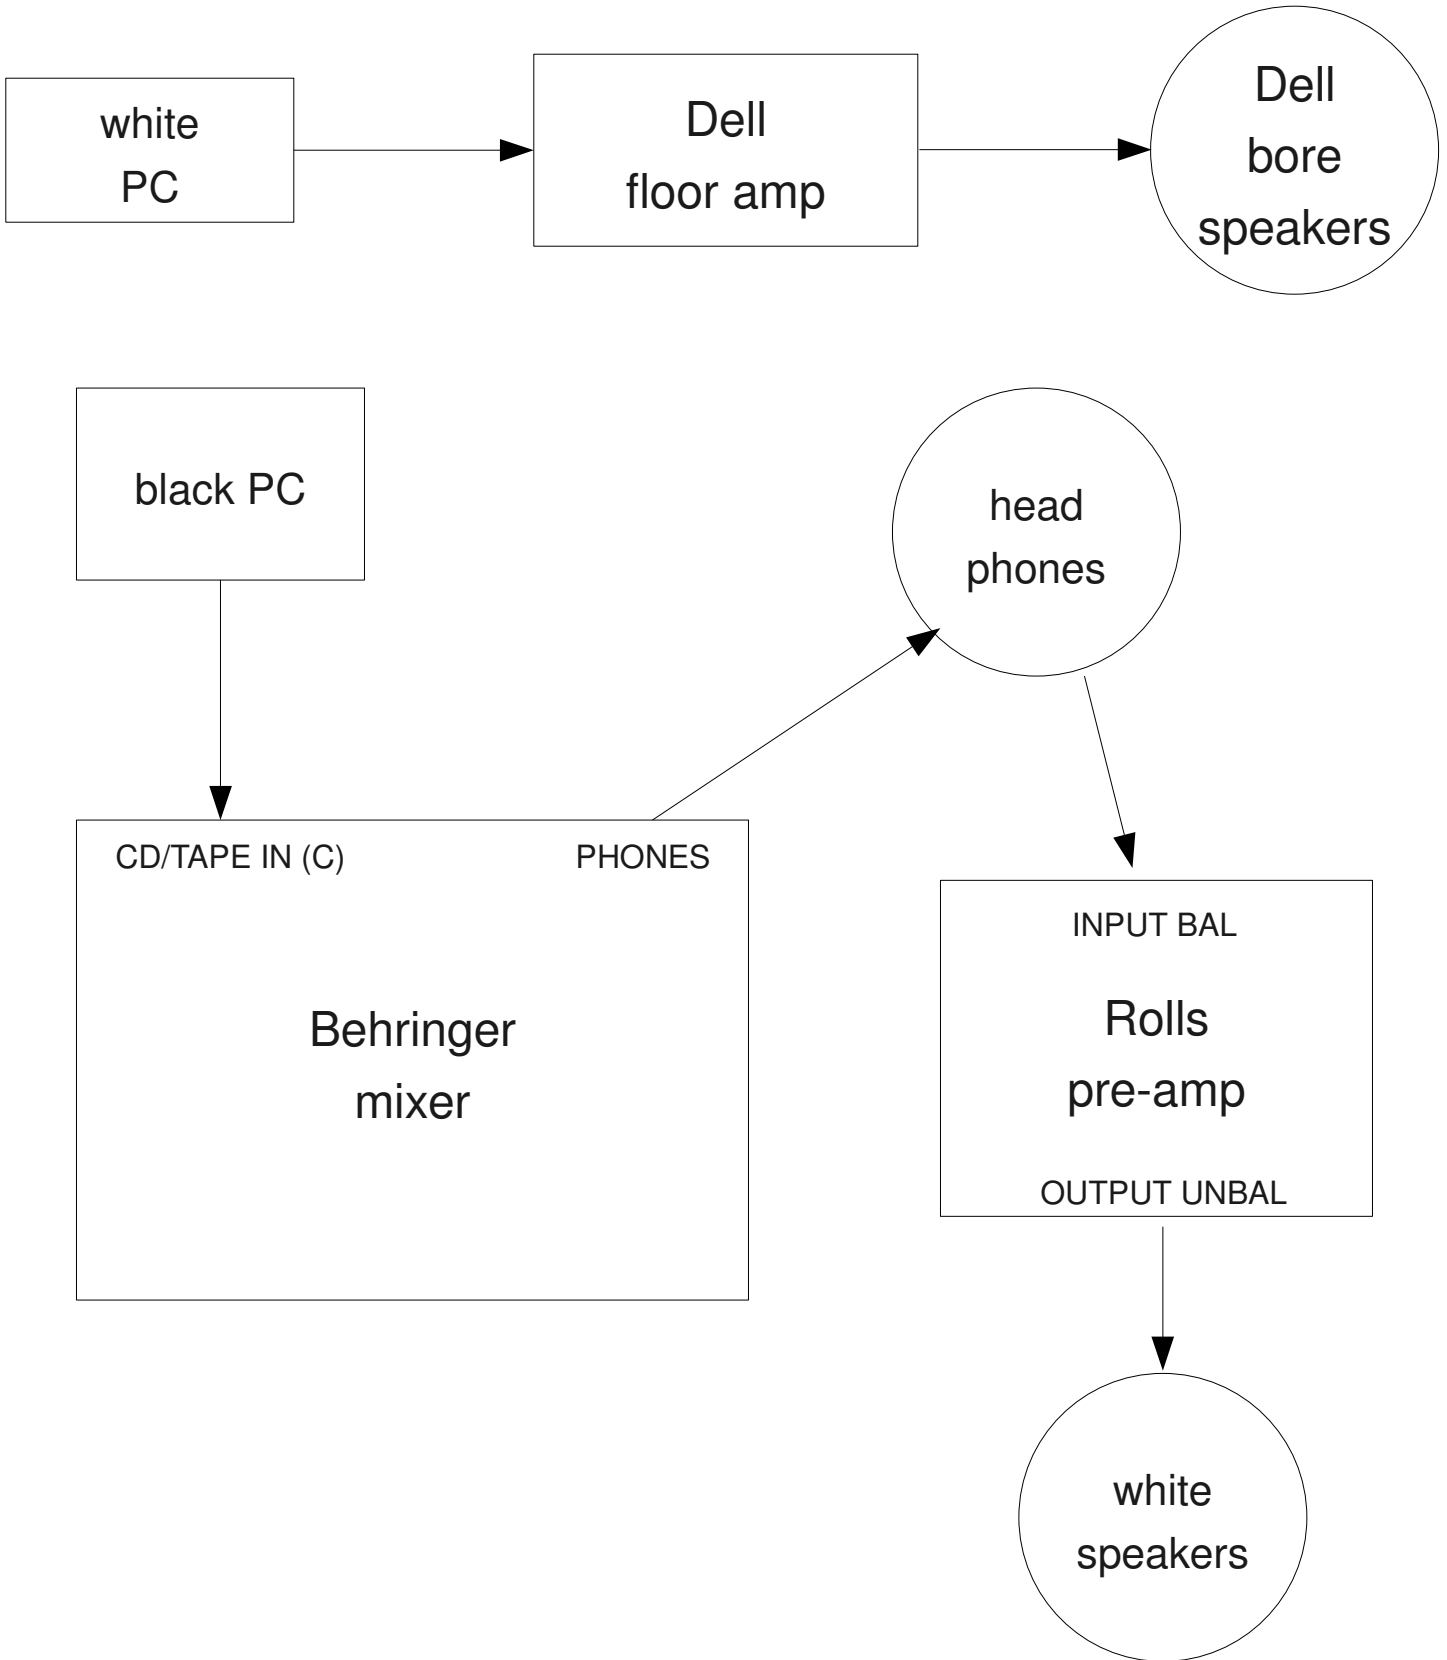 white
PC
Dell
floor amp
Dell
bore
speakers
black PC
head
phones
CD/TAPE IN (C)
PHONES
Behringer
mixer
INPUT BAL
Rolls
pre-amp
OUTPUT UNBAL
white
speakers